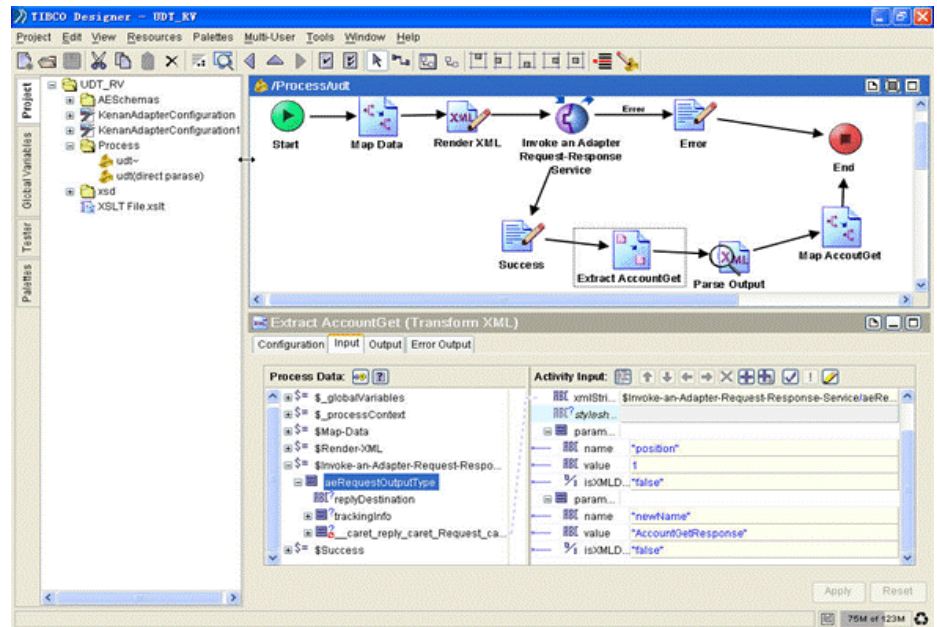 TIBCO Designer - UDT_RV
Project Edit View Resources Palettes Multi-User Tools Window Help
Project
Global Variables
Tester
Palettes
UDT_RV
AESchemas
KenanAdapterConfiguration
KenanAdapterConfiguration1
Process
udt~
udt(direct parase)
xsd
XSLT File.xslt
/Process/udt
Start
Map Data
Render XML
Invoke an Adapter
Request-Response
Service
Error
Error
End
Success
Extract AccountGet
Parse Output
Map AccoutGet
Extract AccountGet (Transform XML)
Configuration Input Output Error Output
Process Data:
$_globalVariables
$_processContext
$Map-Data
$Render-XML
$Invoke-an-Adapter-Request-Respo...
aeRequestOutputType
replyDestination
trackingInfo
__caret_reply_caret_Request_ca...
$Success
Activity Input:
xmlStri... $Invoke-an-Adapter-Request-Response-Service/aeRe...
stylesh...
param...
name "position"
value 1
isXMLD... "false"
param...
name "newName"
value "AccountGetResponse"
isXMLD... "false"
Apply Reset
75M of 123M